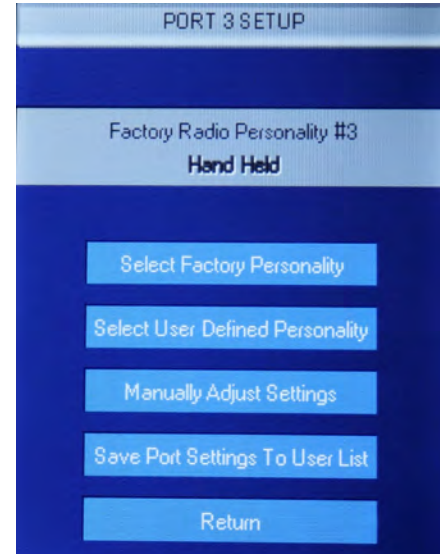 PORT 3 SETUP
Factory Radio Personality #3
Hand Held
Select Factory Personality
Select User Defined Personality
Manually Adjust Settings
Save Port Settings To User List
Return